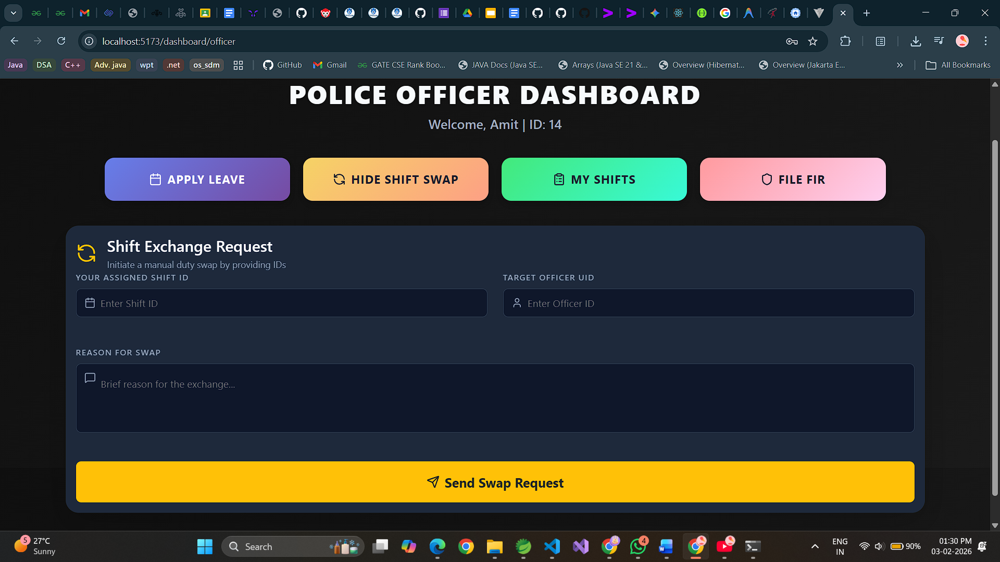 localhost:5173/dashboard/officer
Java
DSA
C++
Adv. java
wpt
.net
os_sdm
GitHub
Gmail
GATE CSE Rank Boo...
JAVA Docs (Java SE...
Arrays (Java SE 21 &...
Overview (Hibernat...
Overview (Jakarta E...
All Bookmarks
POLICE OFFICER DASHBOARD
Welcome, Amit | ID: 14
APPLY LEAVE
HIDE SHIFT SWAP
MY SHIFTS
FILE FIR
Shift Exchange Request
Initiate a manual duty swap by providing IDs
YOUR ASSIGNED SHIFT ID
TARGET OFFICER UID
Enter Shift ID
Enter Officer ID
REASON FOR SWAP
Brief reason for the exchange...
Send Swap Request
5
27°C
Sunny
Search
4
ENG
IN
90%
01:30 PM
03-02-2026